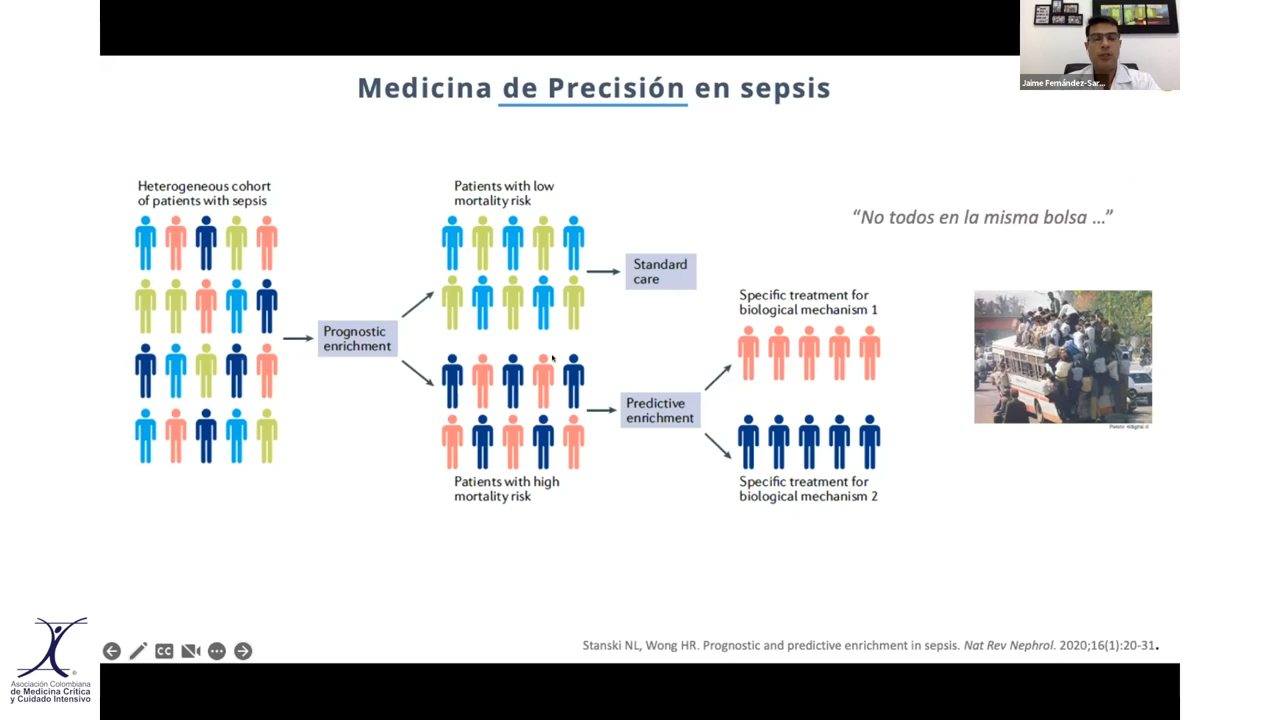 Jaime Fernández-Sar...
Medicina de Precisión en sepsis
Heterogeneous cohort
of patients with sepsis
Prognostic
enrichment
Patients with low
mortality risk
Standard
care
Patients with high
mortality risk
Predictive
enrichment
Specific treatment for
biological mechanism 1
Specific treatment for
biological mechanism 2
“No todos en la misma bolsa ...”
Stanski NL, Wong HR. Prognostic and predictive enrichment in sepsis. Nat Rev Nephrol. 2020;16(1):20-31.
CC
Asociación Colombiana
de Medicina Crítica
y Cuidado Intensivo